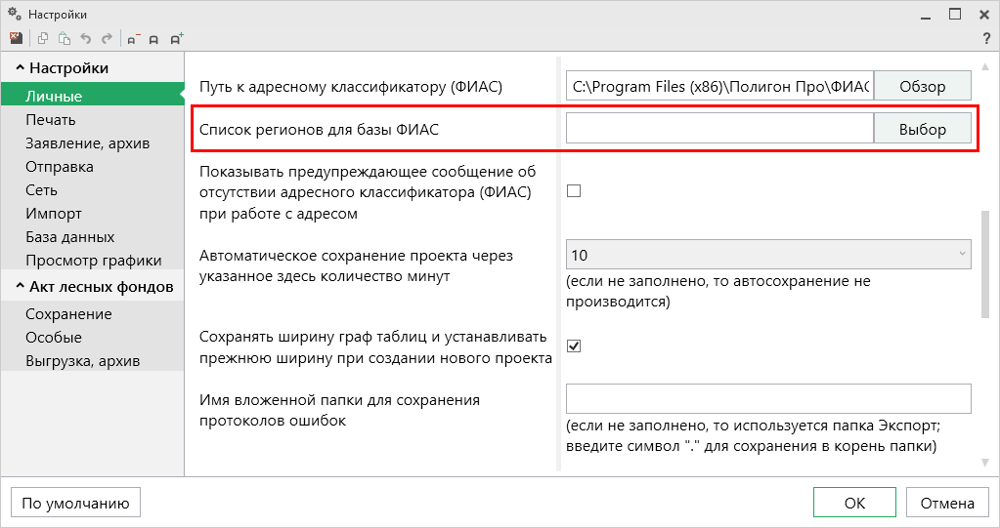 Настройки
?
Настройки
Личные
Печать
Заявление, архив
Отправка
Сеть
Импорт
База данных
Просмотр графики
Акт лесных фондов
Сохранение
Особые
Выгрузка, архив
Путь к адресному классификатору (ФИАС)
C:\Program Files (x86)\Полигон Про\ФИАС
Обзор
Список регионов для базы ФИАС
Выбор
Показывать предупреждающее сообщение об
отсутствии адресного классификатора (ФИАС)
при работе с адресом
Автоматическое сохранение проекта через
указанное здесь количество минут
10
(если не заполнено, то автосохранение не
производится)
Сохранять ширину граф таблиц и устанавливать
прежнюю ширину при создании нового проекта
Имя вложенной папки для сохранения
протоколов ошибок
(если не заполнено, то используется папка Экспорт;
введите символ "." для сохранения в корень папки)
По умолчанию
ОК
Отмена